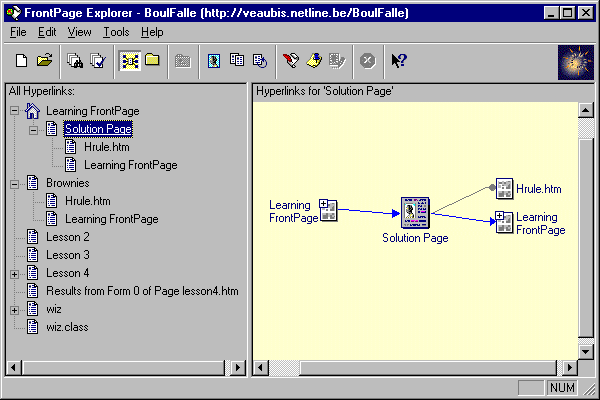 FrontPage Explorer - BoulFalle (http://veaubis.netline.be/BoulFalle)
File Edit View Tools Help
All Hyperlinks:
Learning FrontPage
Solution Page
Hrule.htm
Learning FrontPage
Brownies
Hrule.htm
Learning FrontPage
Lesson 2
Lesson 3
Lesson 4
Results from Form 0 of Page lesson4.htm
wiz
wiz.class
Hyperlinks for 'Solution Page'
Learning
FrontPage
Solution Page
Hrule.htm
Learning
FrontPage
NUM